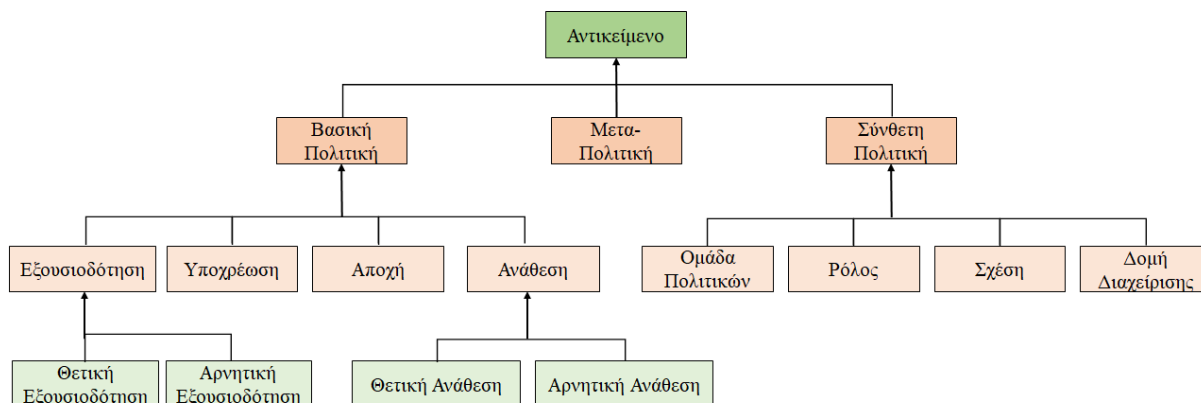 Αντικείμενο
Βασική
Πολιτική
Μετα-
Πολιτική
Σύνθετη
Πολιτική
Εξουσιοδότηση
Υποχρέωση
Αποχή
Ανάθεση
Ομάδα
Πολιτικών
Ρόλος
Σχέση
Δομή
Διαχείρισης
Θετική
Εξουσιοδότηση
Αρνητική
Εξουσιοδότηση
Θετική Ανάθεση
Αρνητική Ανάθεση